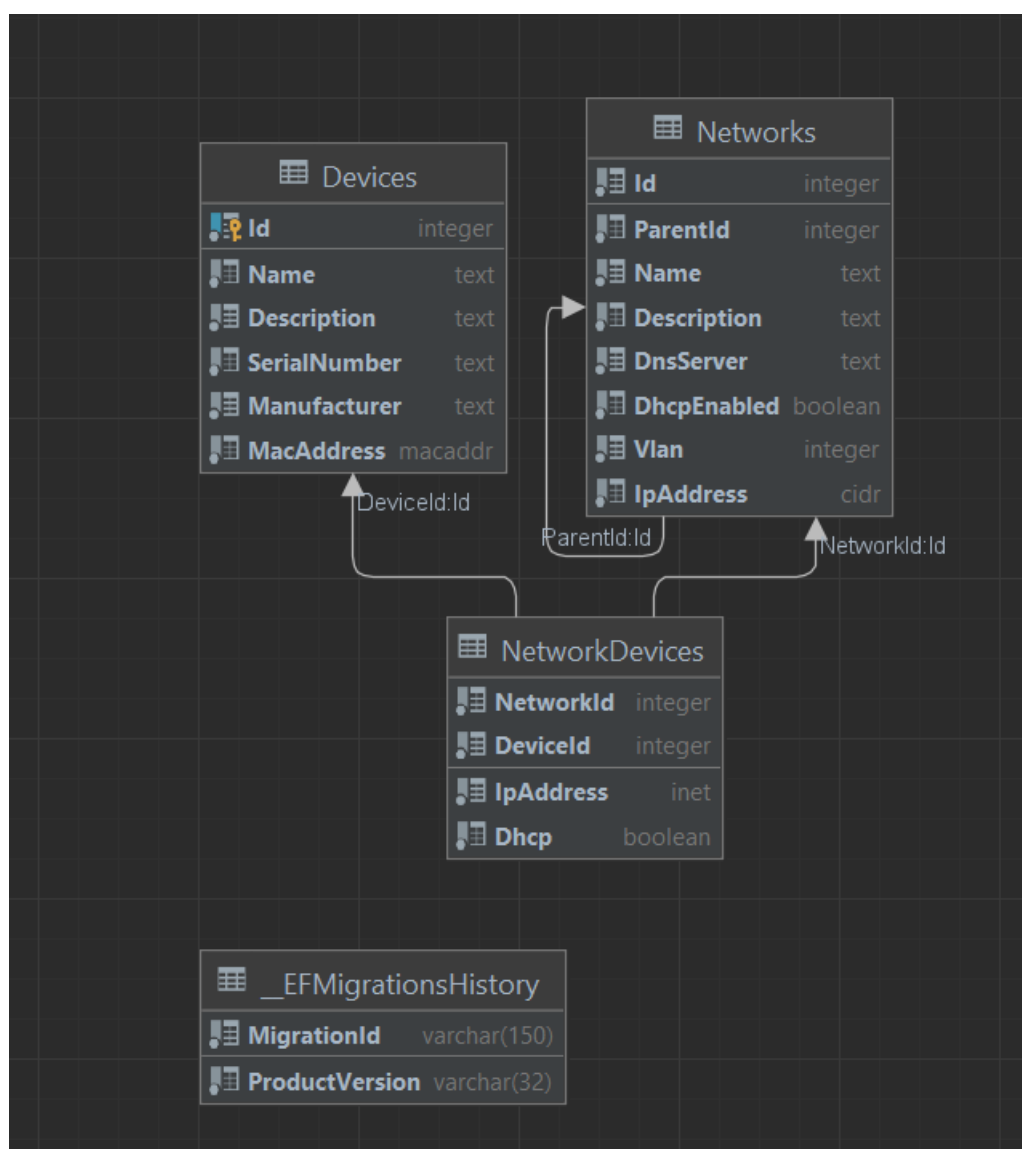 Devices
Id integer
Name text
Description text
SerialNumber text
Manufacturer text
MacAddress macaddr
Networks
Id integer
ParentId integer
Name text
Description text
DnsServer text
DhcpEnabled boolean
Vlan integer
IpAddress cidr
DeviceId:Id
ParentId:Id
NetworkId:Id
NetworkDevices
NetworkId integer
DeviceId integer
IpAddress inet
Dhcp boolean
__EFMigrationsHistory
MigrationId varchar(150)
ProductVersion varchar(32)